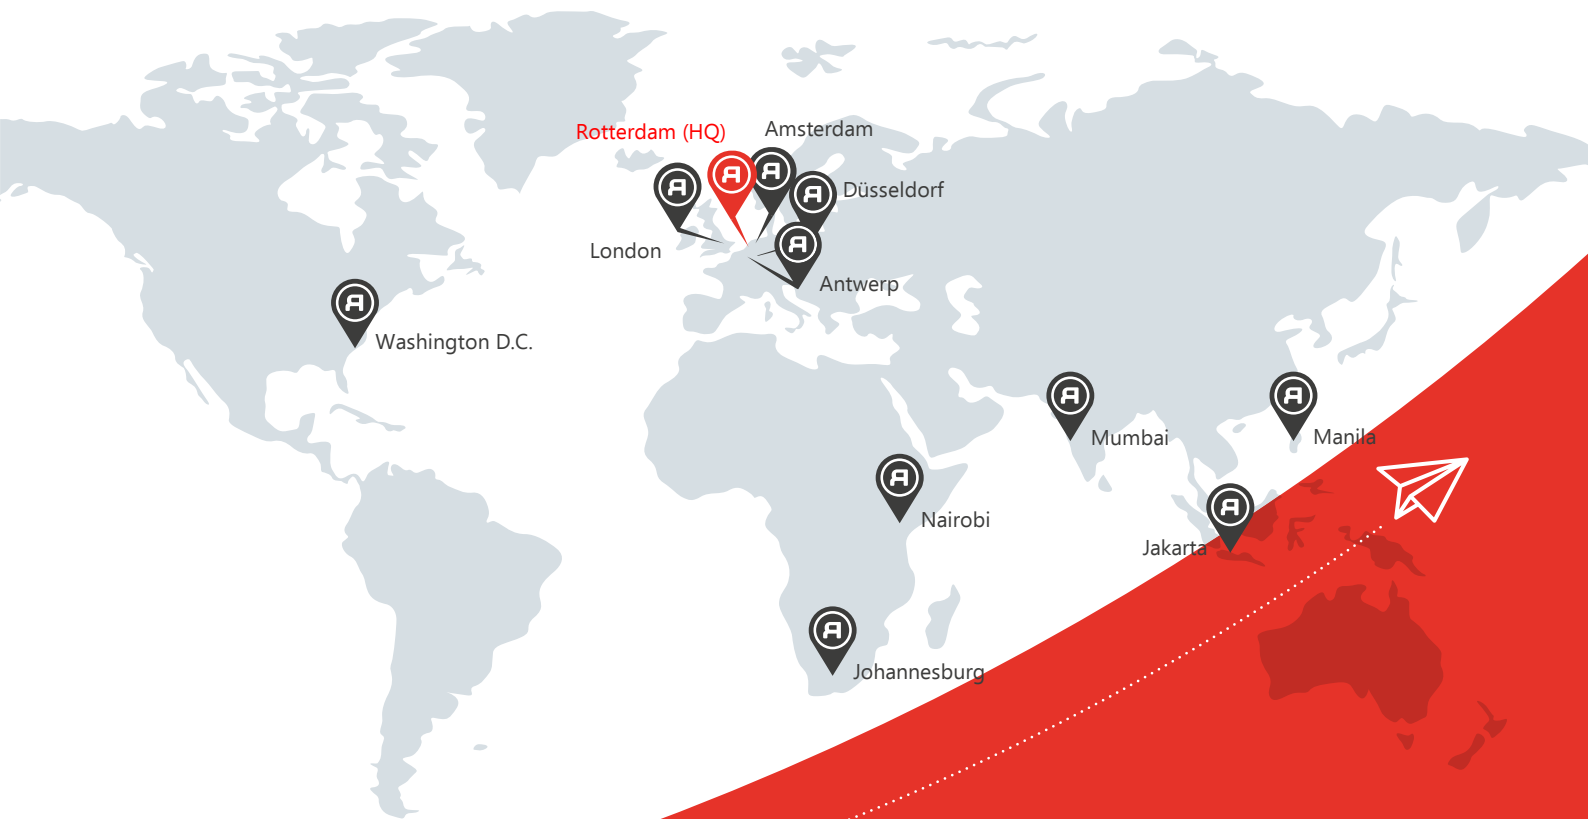 Rotterdam (HQ)
Amsterdam
Düsseldorf
London
Antwerp
Washington D.C.
Mumbai
Manila
Nairobi
Jakarta
Johannesburg